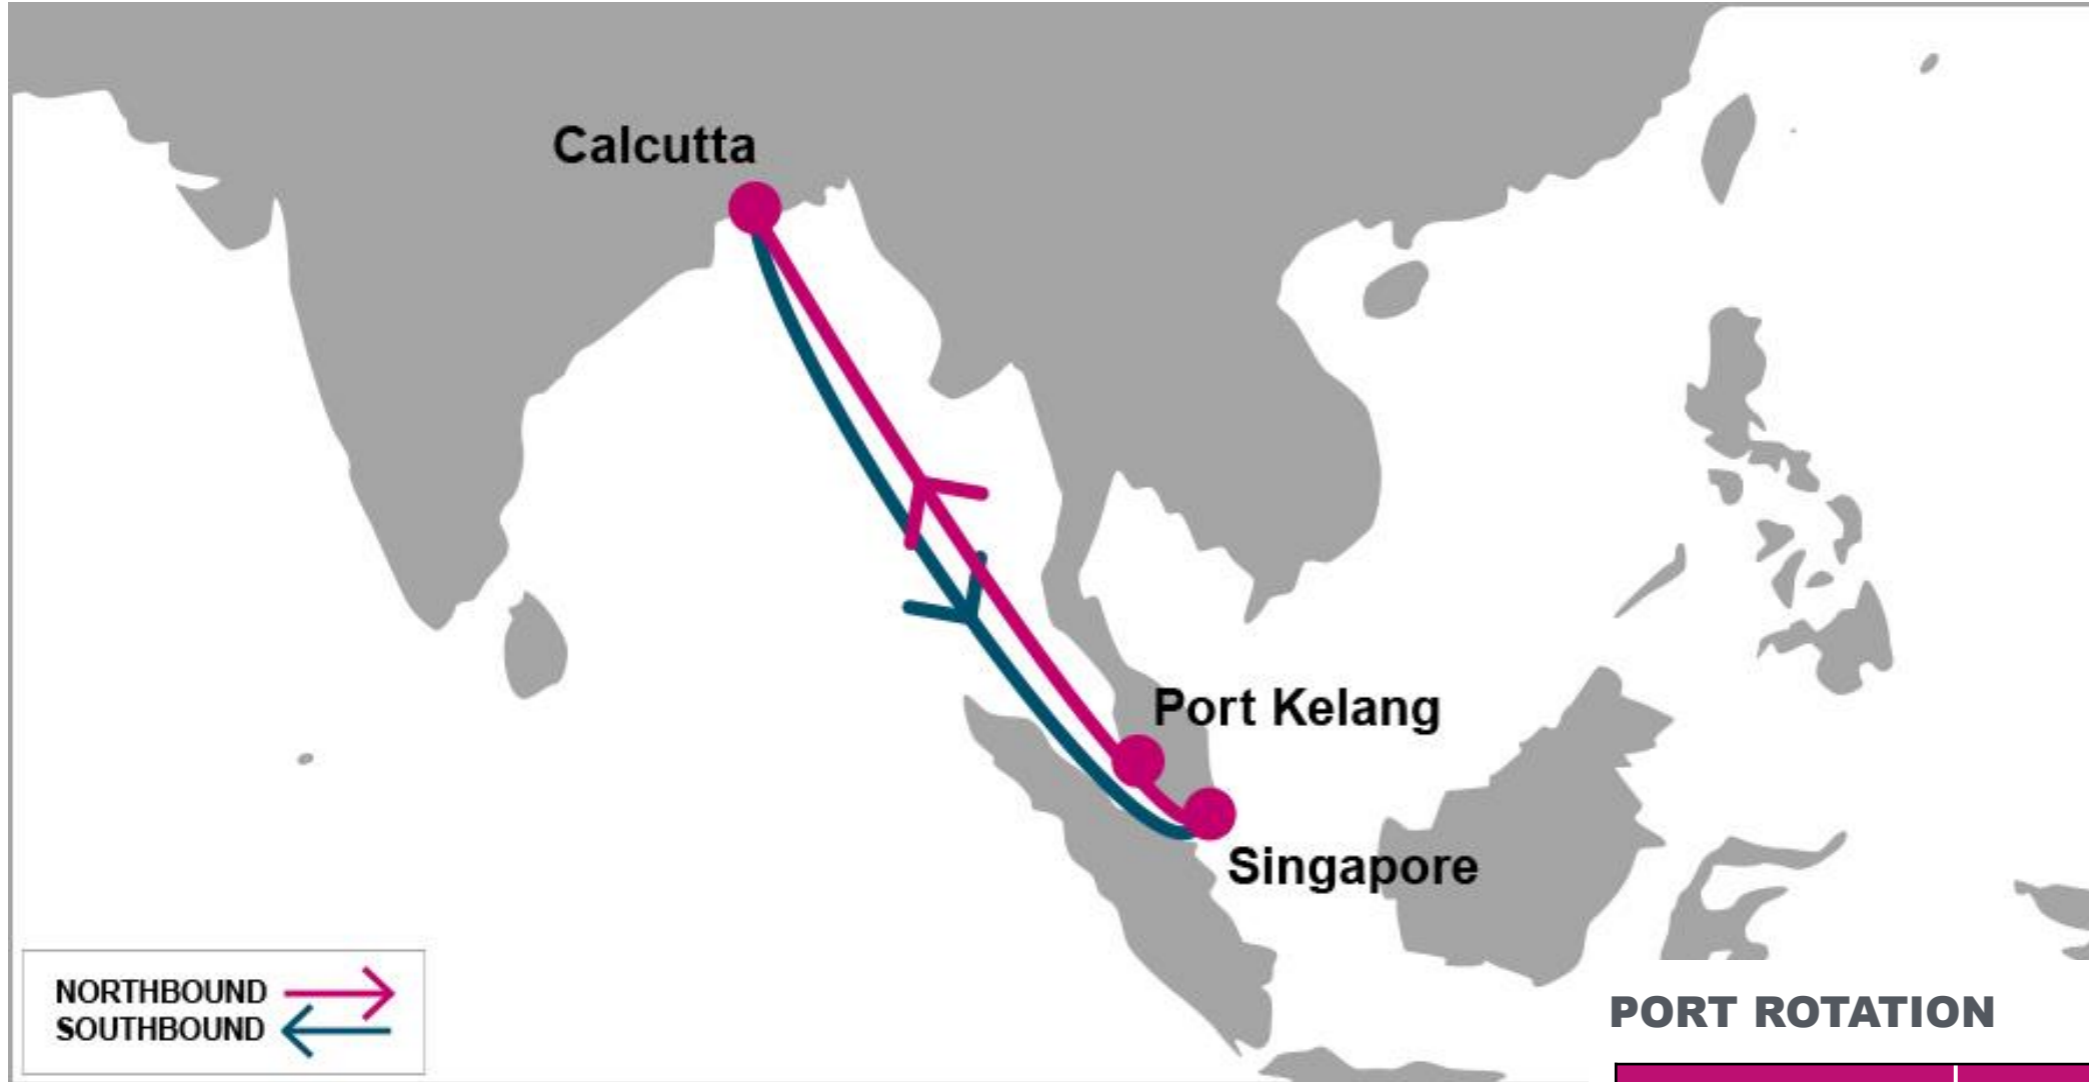 Calcutta
Port Kelang
Singapore
NORTHBOUND
SOUTHBOUND
PORT ROTATION